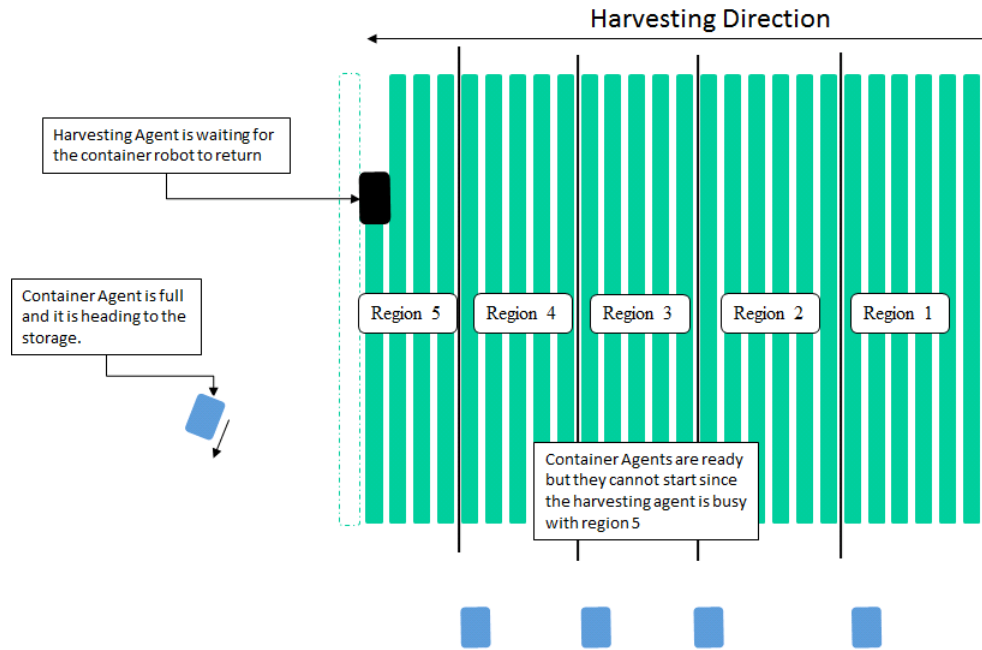 Harvesting Direction
Harvesting Agent is waiting for
the container robot to return
Container Agent is full
and it is heading to the
storage.
Region 5
Region 4
Region 3
Region 2
Region 1
Container Agents are ready
but they cannot start since
the harvesting agent is busy
with region 5